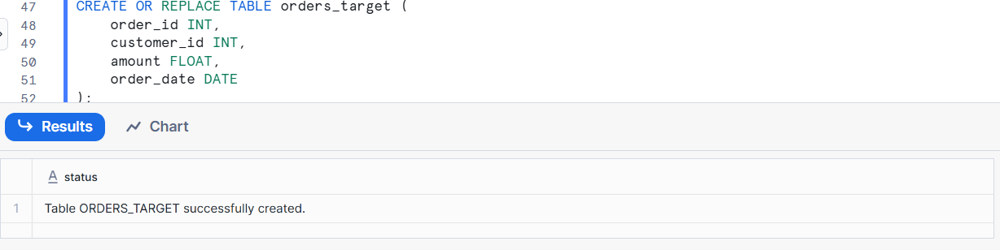 47 CREATE OR REPLACE TABLE orders_target (
48 order_id INT,
49 customer_id INT,
50 amount FLOAT,
51 order_date DATE
52 );
Results Chart
A status
1 Table ORDERS_TARGET successfully created.